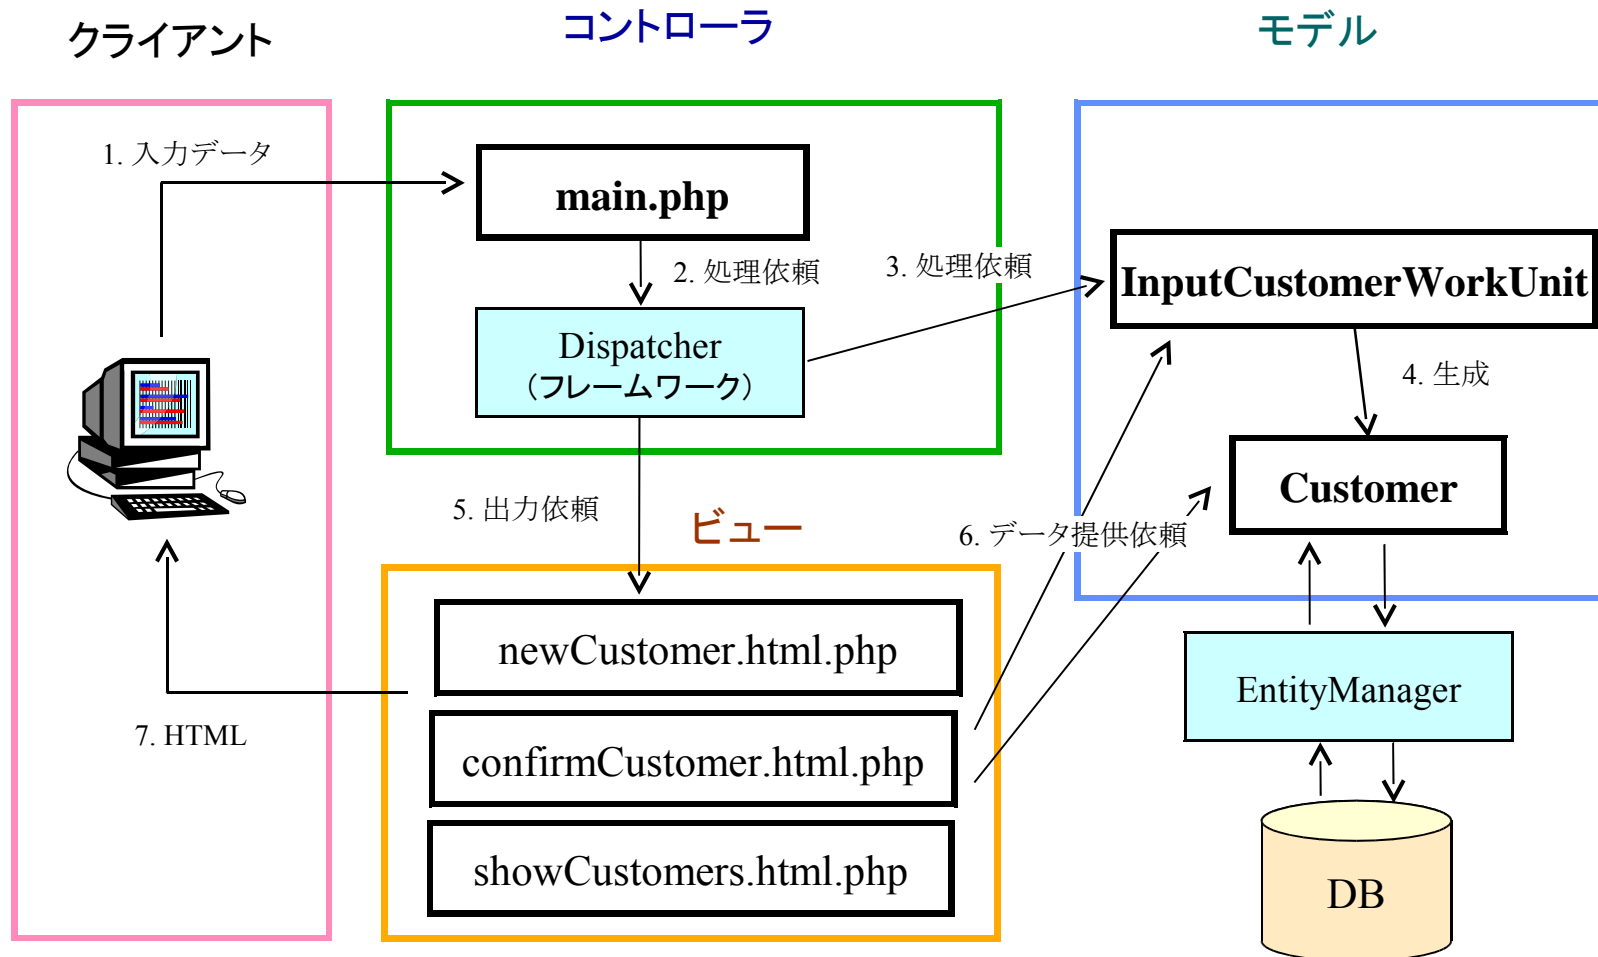 クライアント
コントローラ
モデル
1. 入力データ
main.php
2. 処理依頼
3. 処理依頼
InputCustomerWorkUnit
Dispatcher
（フレームワーク）
4. 生成
Customer
5. 出力依頼
ビュー
6. データ提供依頼
newCustomer.html.php
EntityManager
7. HTML
confirmCustomer.html.php
showCustomers.html.php
DB